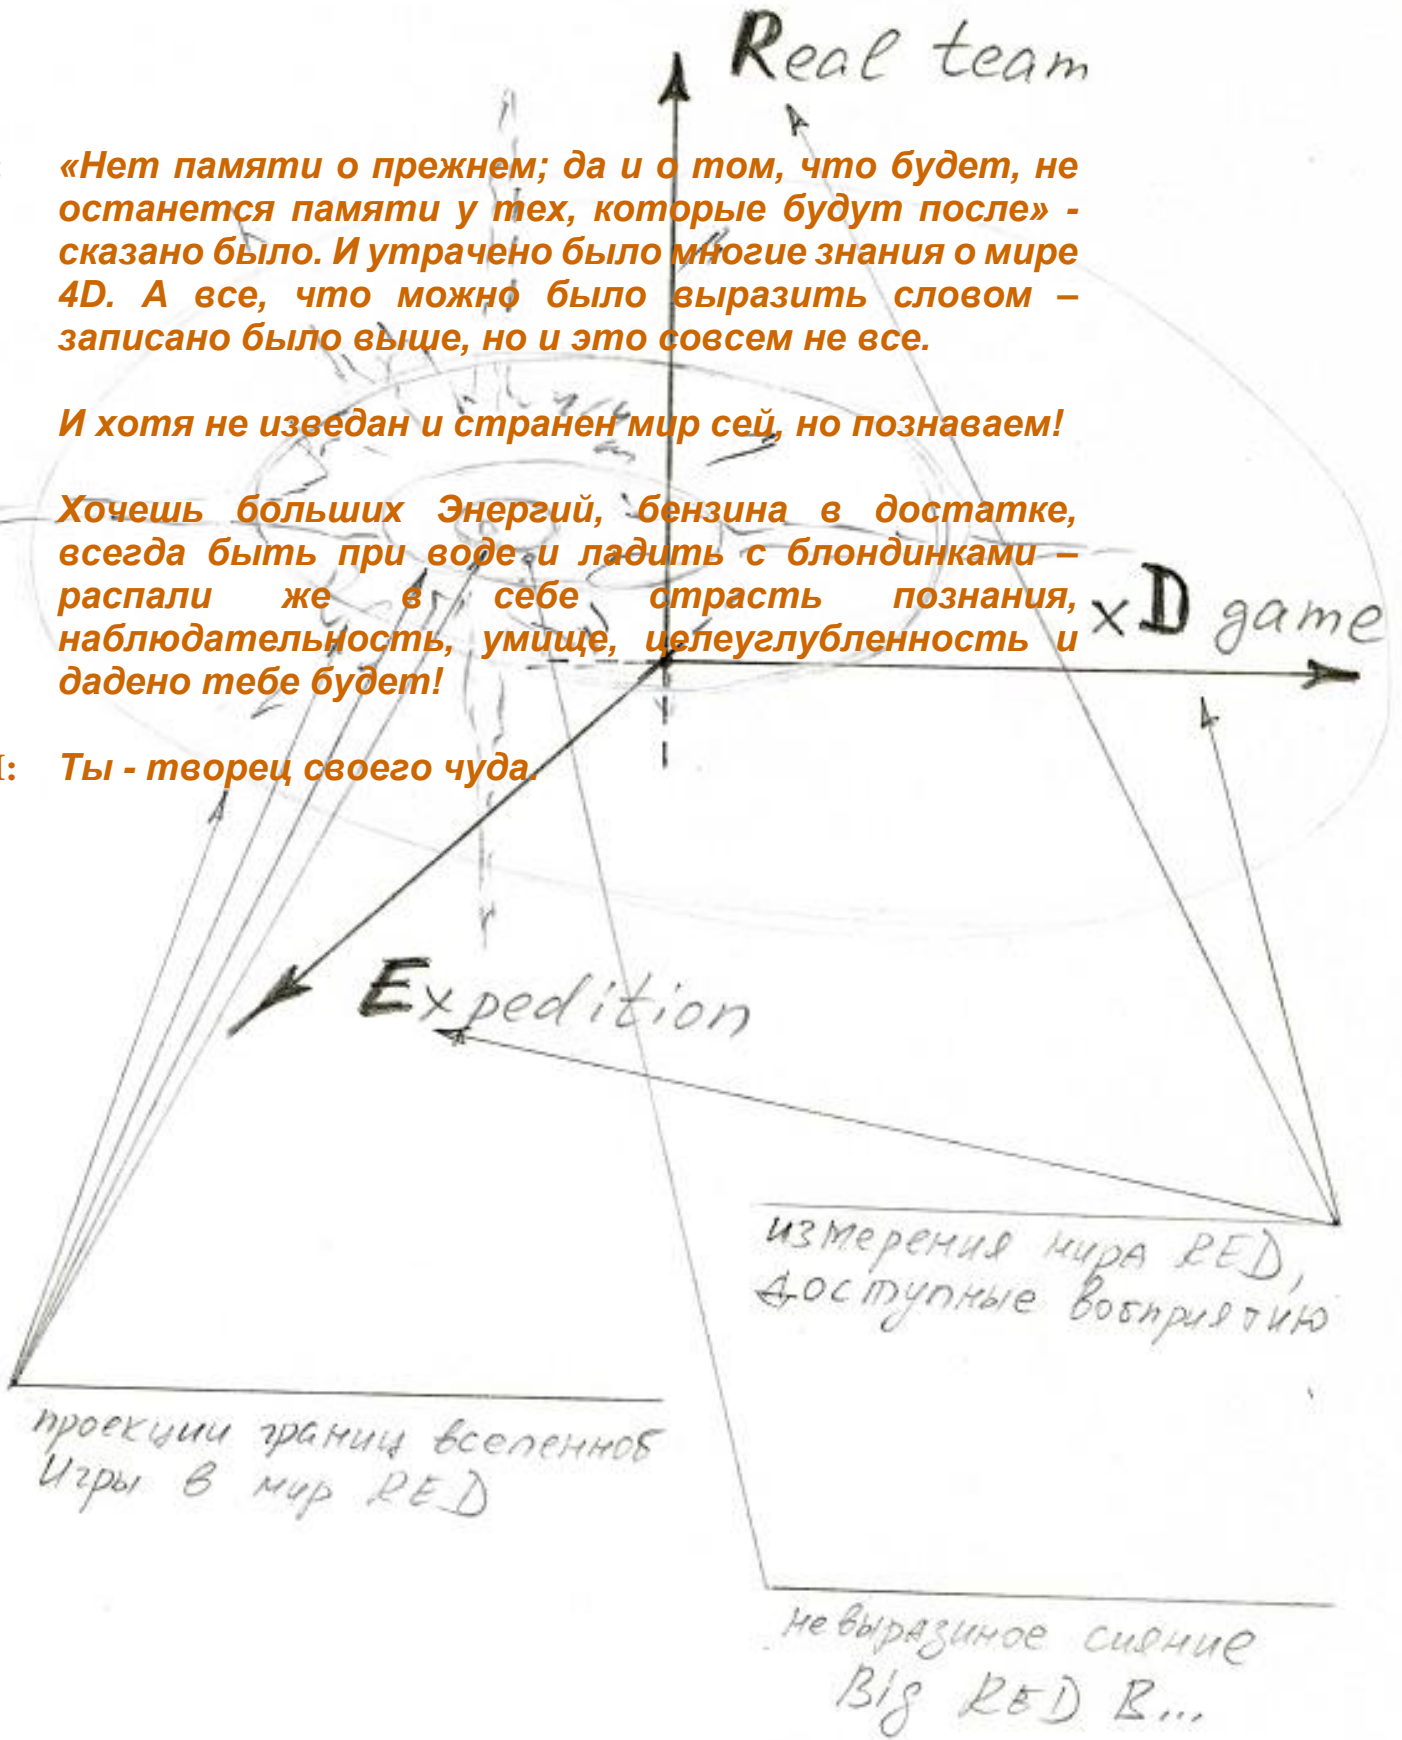 Real team
«Нет памяти о прежнем; да и о том, что будет, не
останется памяти у тех, которые будут после» -
сказано было. И утрачено было многие знания о мире
4D. А все, что можно было выразить словом –
записано было выше, но и это совсем не все.
И хотя не изведан и странен мир сей, но познаваем!
Хочешь больших Энергий, бензина в достатке,
всегда быть при воде и ладить с блондинками –
распали же в себе страсть познания,
наблюдательность, умище, целеуглубленность и
дадено тебе будет!
xD game
Ты - творец своего чуда.
Expedition
измерения мира RED,
доступные восприятию
проекции границ вселенной
Игры в мир RED
невыразимое сияние
Big RED B...